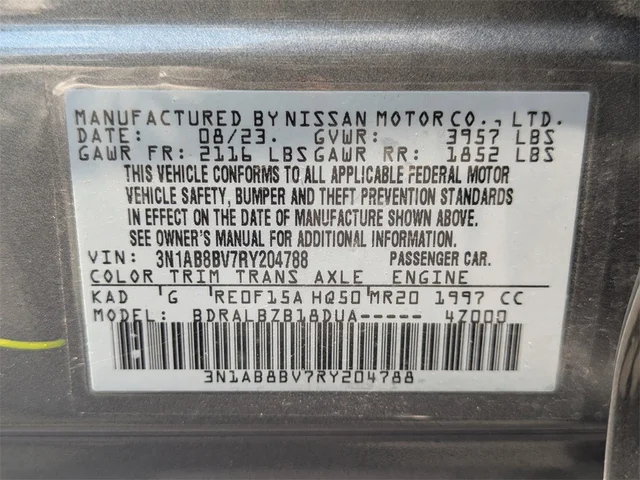 MANUFACTURED BY NISSAN MOTOR CO., LTD.
DATE: 08/23. GVWR: 3957 LBS
GAWR FR: 2116 LBS GAWR RR: 1852 LBS
THIS VEHICLE CONFORMS TO ALL APPLICABLE FEDERAL MOTOR
VEHICLE SAFETY, BUMPER AND THEFT PREVENTION STANDARDS
IN EFFECT ON THE DATE OF MANUFACTURE SHOWN ABOVE.
SEE OWNER'S MANUAL FOR ADDITIONAL INFORMATION.
VIN: 3N1AB8BV7RY204788 PASSENGER CAR.
COLOR TRIM TRANS AXLE ENGINE
KAD G RE0F15A HQ50 MR20 1997 CC
MODEL: BDRALBZB18DUA----- 4Z000
3N1AB8BV7RY204788